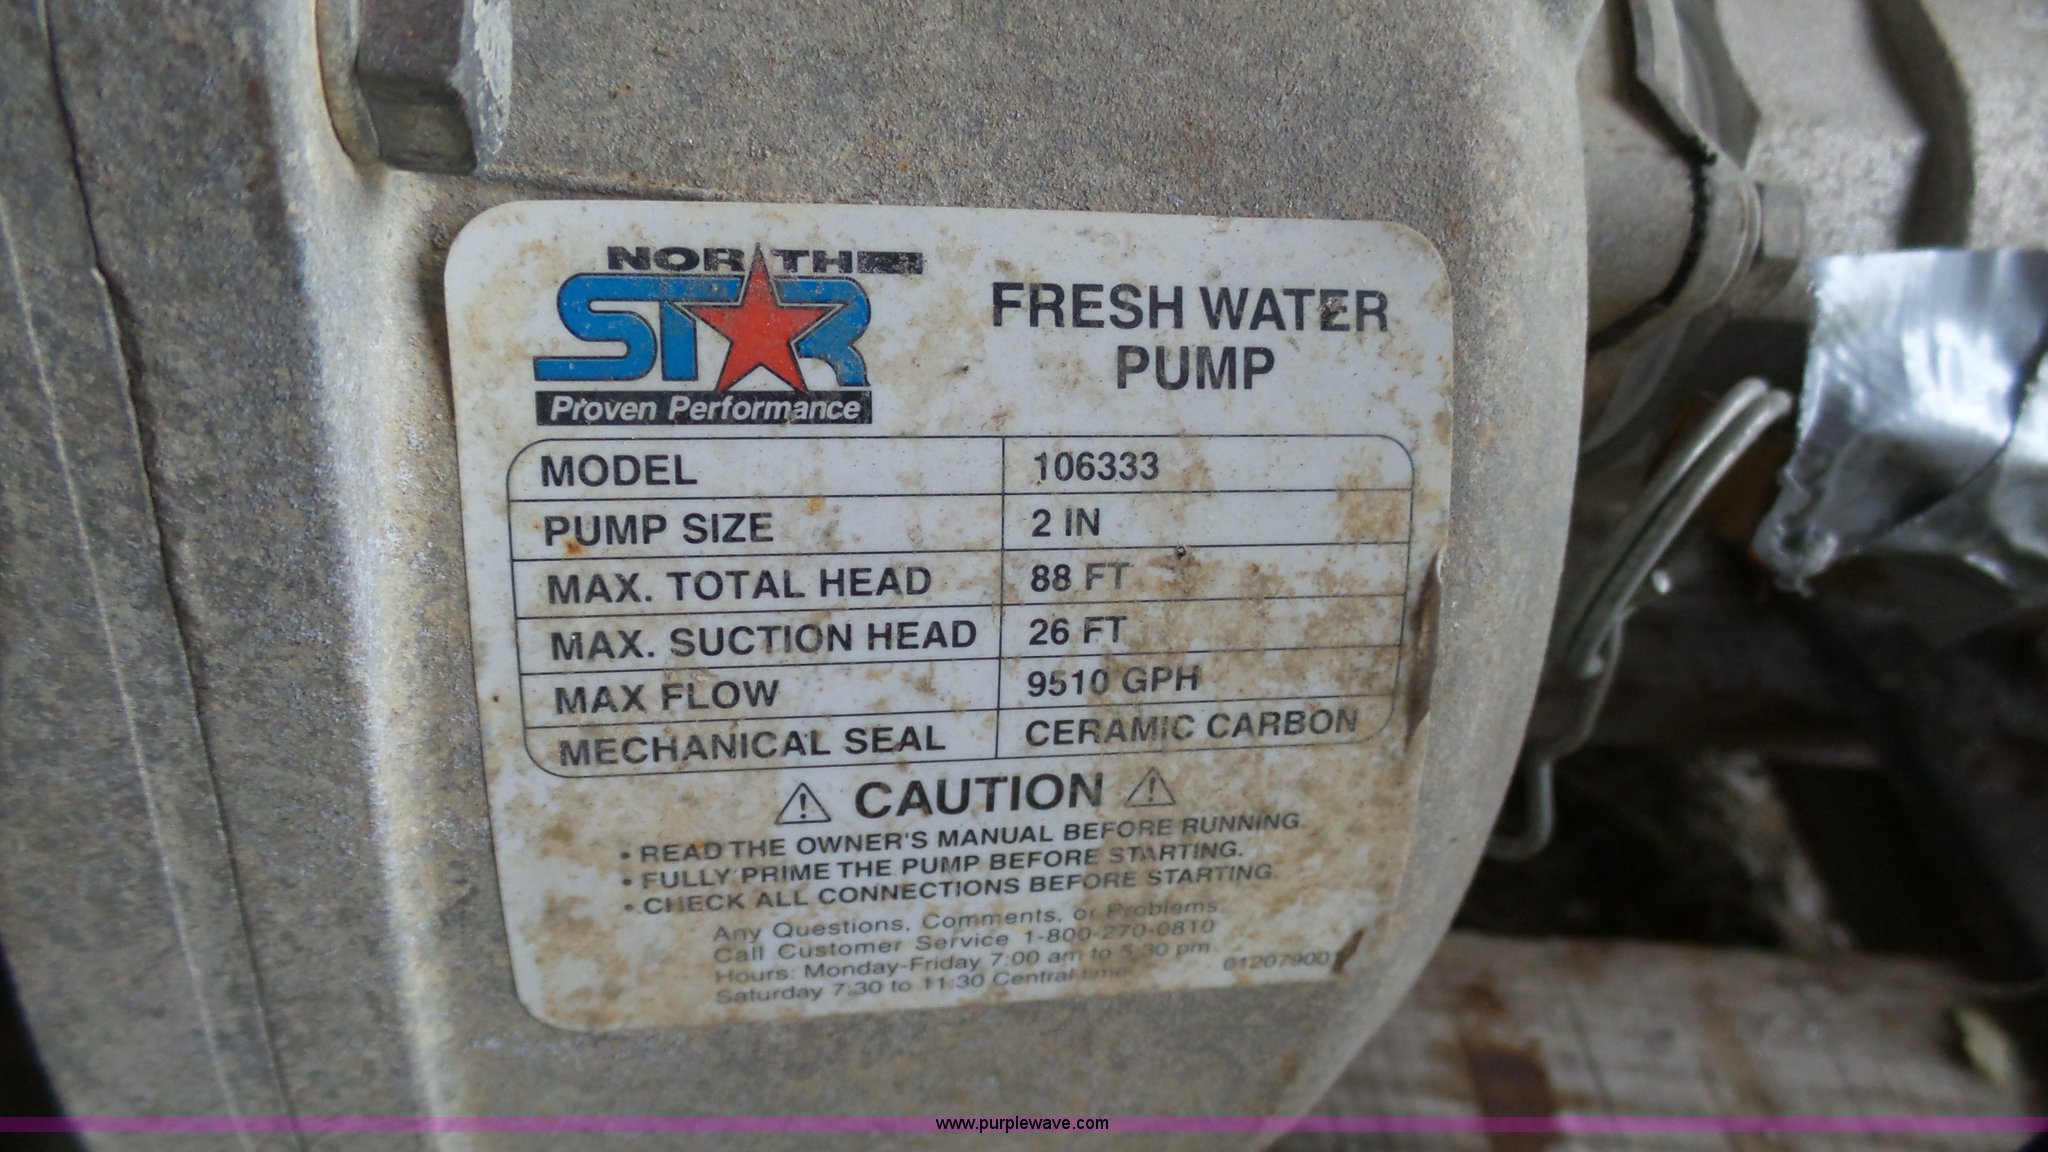 NORTH
STAR
Proven Performance
FRESH WATER
PUMP
MODEL 106333
PUMP SIZE 2 IN
MAX. TOTAL HEAD 88 FT
MAX. SUCTION HEAD 26 FT
MAX FLOW 9510 GPH
MECHANICAL SEAL CERAMIC CARBON
CAUTION
• READ THE OWNER'S MANUAL BEFORE RUNNING.
• FULLY PRIME THE PUMP BEFORE STARTING.
• CHECK ALL CONNECTIONS BEFORE STARTING.
Any Questions, Comments, or Problems
Call Customer Service 1-800-270-0810
Hours: Monday-Friday 7:00 am to 5:30 pm
Saturday 7:30 to 11:30 Central time
www.purplewave.com